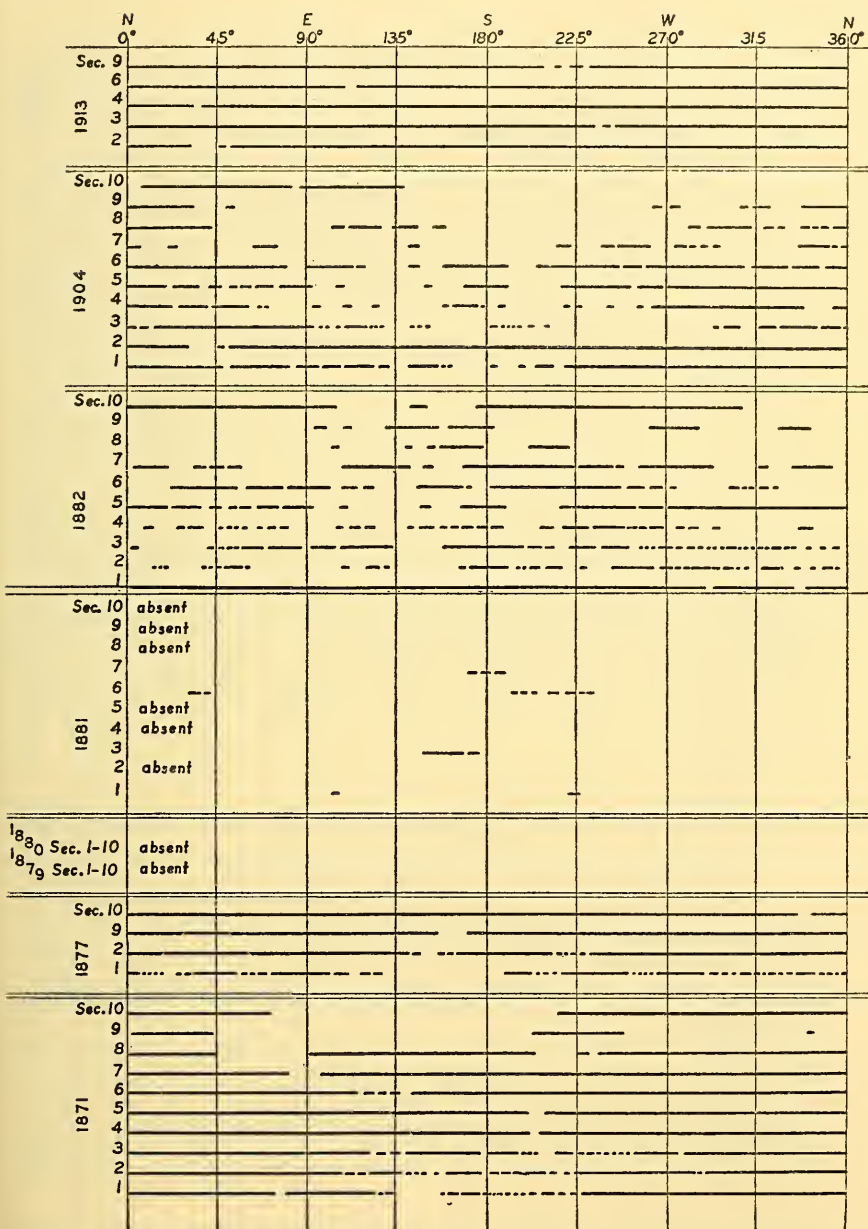 N E S W N
0° 45° 90° 135° 180° 225° 270° 315 360°
1913
Sec. 9
6
4
3
2
1904
Sec. 10
9
8
7
6
5
4
3
2
1
1882
Sec. 10
9
8
7
6
5
4
3
2
1
1881
Sec. 10 absent
9 absent
8 absent
7
6
5 absent
4 absent
3
2 absent
1
1880 Sec. 1-10 absent
1879 Sec. 1-10 absent
1877
Sec. 10
9
2
1
1871
Sec. 10
9
8
7
6
5
4
3
2
1